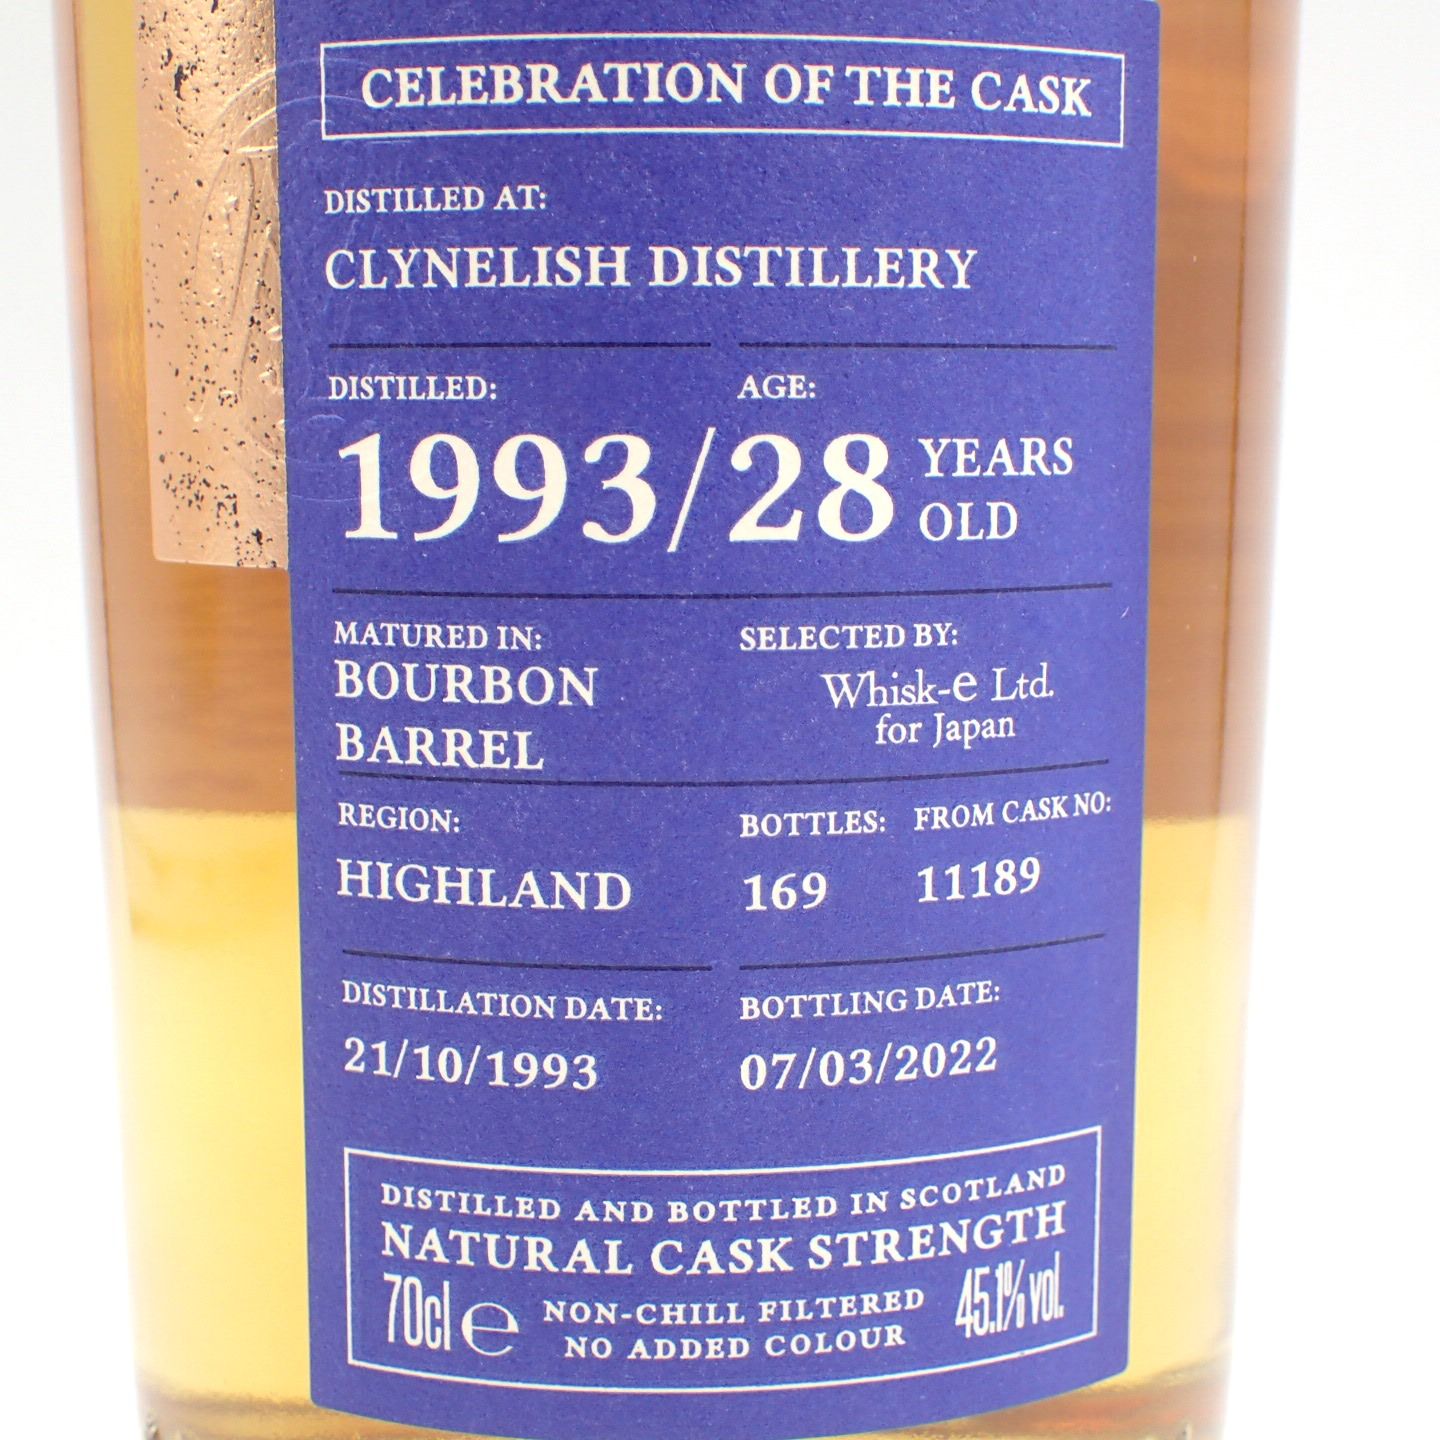 CELEBRATION OF THE CASK
DISTILLED AT:
CLYNELISH DISTILLERY
DISTILLED: AGE:
1993/28 YEARS OLD
MATURED IN:
BOURBON
BARREL
SELECTED BY:
Whisk-e Ltd.
for Japan
REGION:
HIGHLAND
BOTTLES: FROM CASK NO:
169 11189
DISTILLATION DATE:
21/10/1993
BOTTLING DATE:
07/03/2022
DISTILLED AND BOTTLED IN SCOTLAND
NATURAL CASK STRENGTH
70cl e
NON-CHILL FILTERED
NO ADDED COLOUR
45.1% vol.